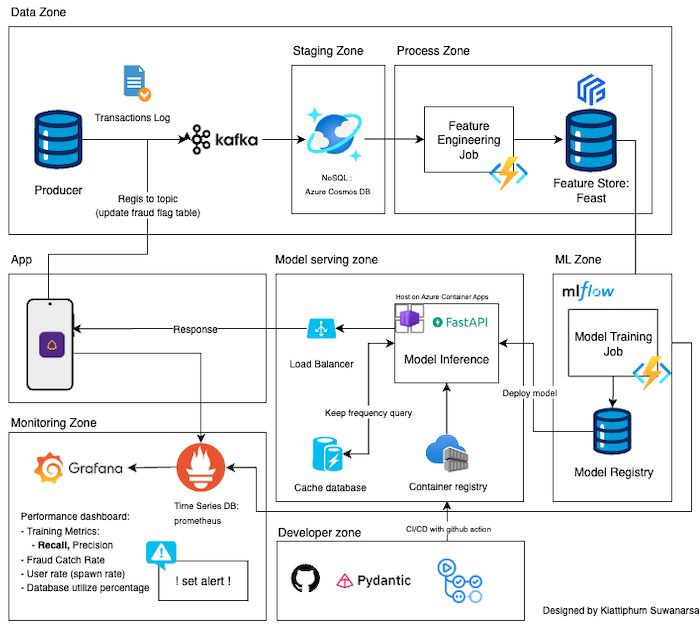 Data Zone
Staging Zone
Process Zone
Transactions Log
kafka
Producer
NoSQL :
Azure Cosmos DB
Feature
Engineering
Job
Feature Store:
Feast
Regis to topic
(update fraud flag table)
App
Model serving zone
ML Zone
Host on Azure Container Apps
FastAPI
Model Inference
mlflow
Model Training
Job
Response
Load Balancer
Keep frequency query
Deploy model
Cache database
Container registry
Model Registry
Monitoring Zone
Grafana
Time Series DB:
prometheus
Performance dashboard:
- Training Metrics:
- Recall, Precision
- Fraud Catch Rate
- User rate (spawn rate)
- Database utilize percentage
! set alert !
CI/CD with github action
Developer zone
Pydantic
Designed by Kiattiphum Suwanarsa